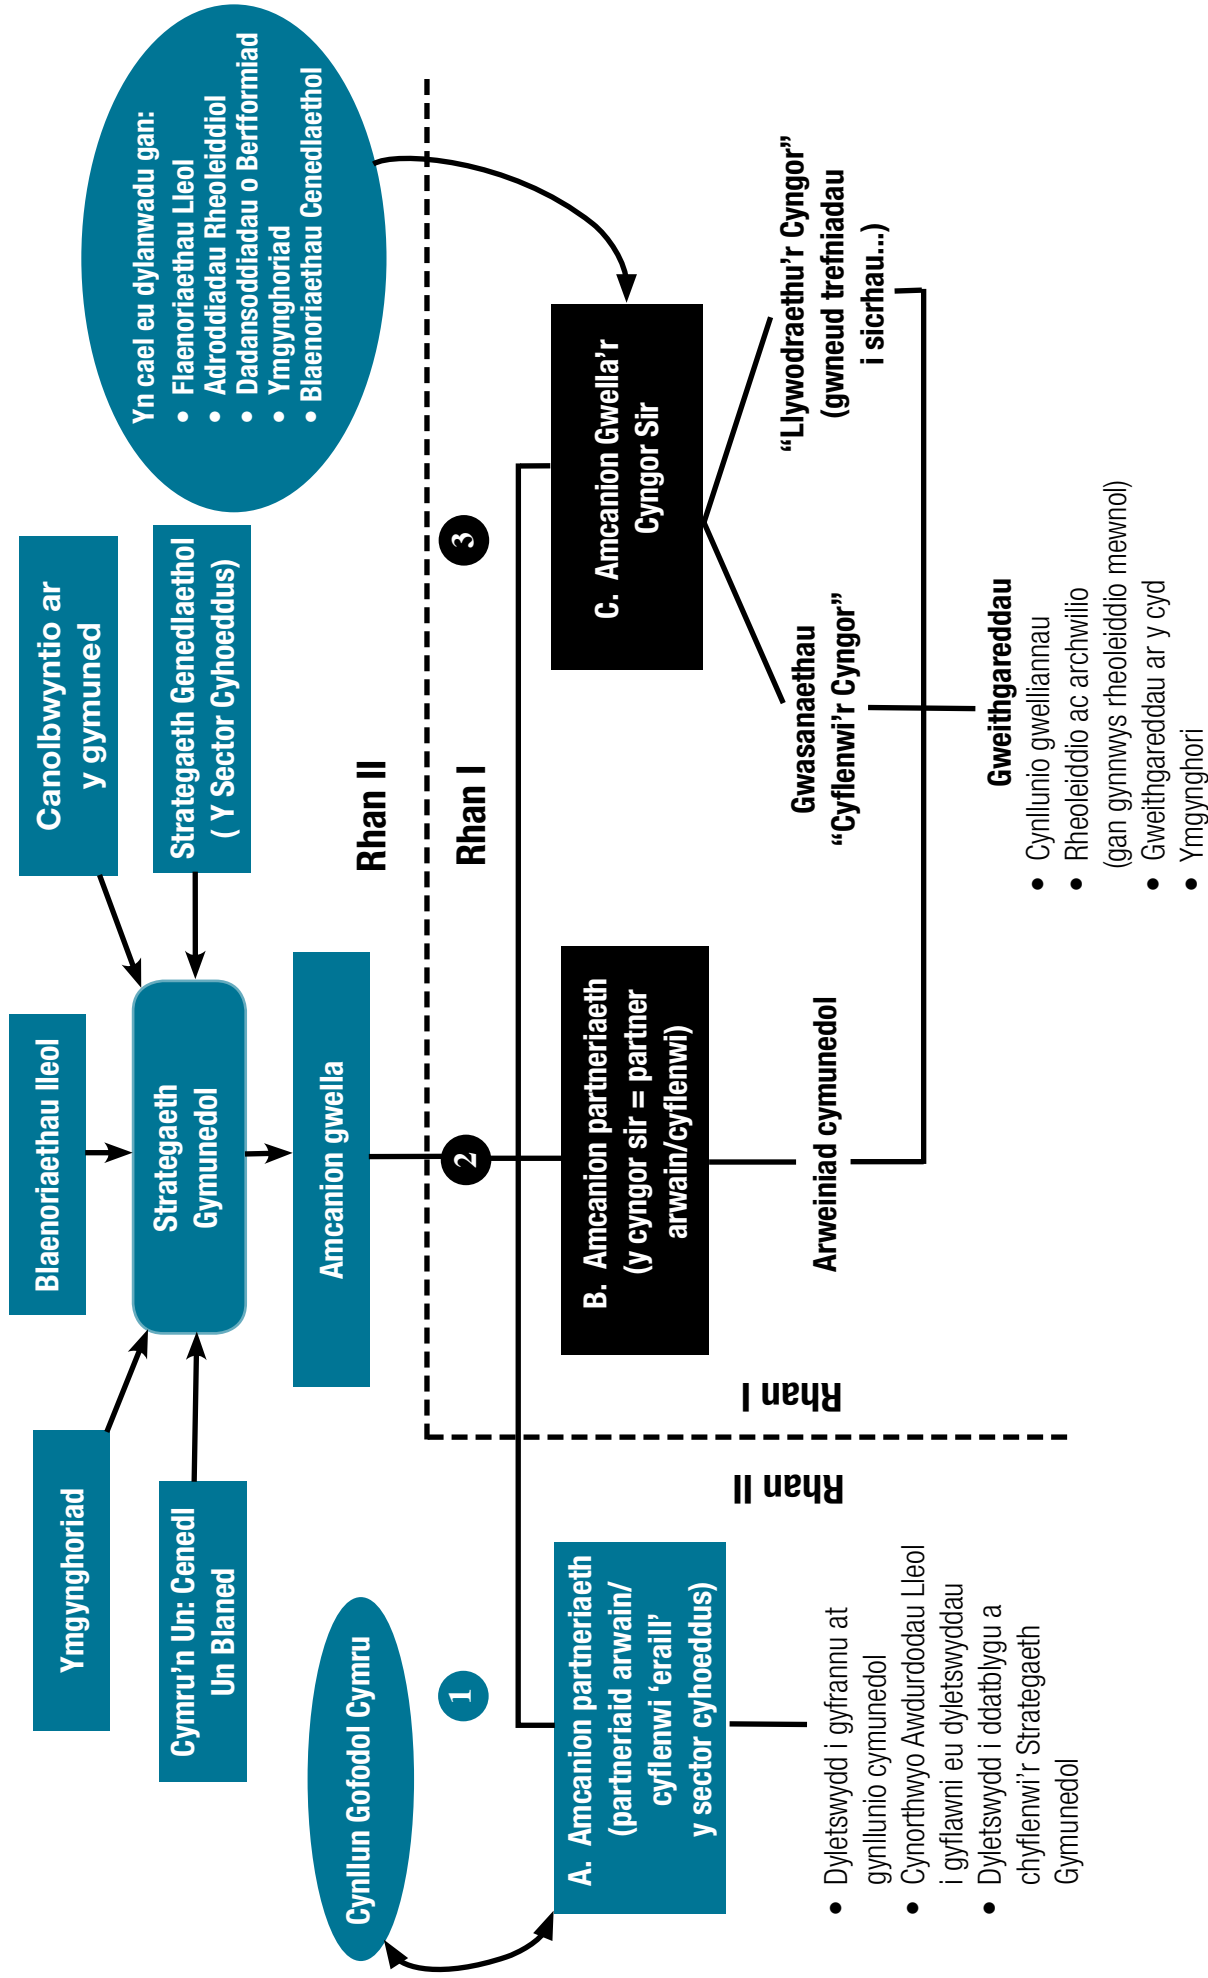 Ymgynghoriad
Blaenoriaethau lleol
Canolbwyntio ar
y gymuned
Cymru’n Un: Cenedl
Un Blaned
Strategaeth
Gymunedol
Strategaeth Genedlaethol
( Y Sector Cyhoeddus)
Yn cael eu dylanwadu gan:
• Flaenoriaethau Lleol
• Adroddiadau Rheoleiddiol
• Dadansoddiadau o Berfformiad
• Ymgynghoriad
• Blaenoriaethau Cenedlaethol
Cynllun Gofodol Cymru
Amcanion gwella
Rhan II
Rhan I
1
2
3
A. Amcanion partneriaeth
(partneriaid arwain/
cyflenwi ‘eraill’
y sector cyhoeddus)
B. Amcanion partneriaeth
(y cyngor sir = partner
arwain/cyflenwi)
C. Amcanion Gwella’r
Cyngor Sir
Rhan II
Rhan I
• Dyletswydd i gyfrannu at
gynllunio cymunedol
• Cynorthwyo Awdurdodau Lleol
i gyflawni eu dyletswyddau
• Dyletswydd i ddatblygu a
chyflenwi’r Strategaeth
Gymunedol
Arweiniad cymunedol
Gwasanaethau
“Cyflenwi’r Cyngor”
“Llywodraethu’r Cyngor”
(gwneud trefniadau
i sicrhau...)
Gweithgareddau
• Cynllunio gwelliannau
• Rheoleiddio ac archwilio
(gan gynnwys rheoleiddio mewnol)
• Gweithgareddau ar y cyd
• Ymgynghori